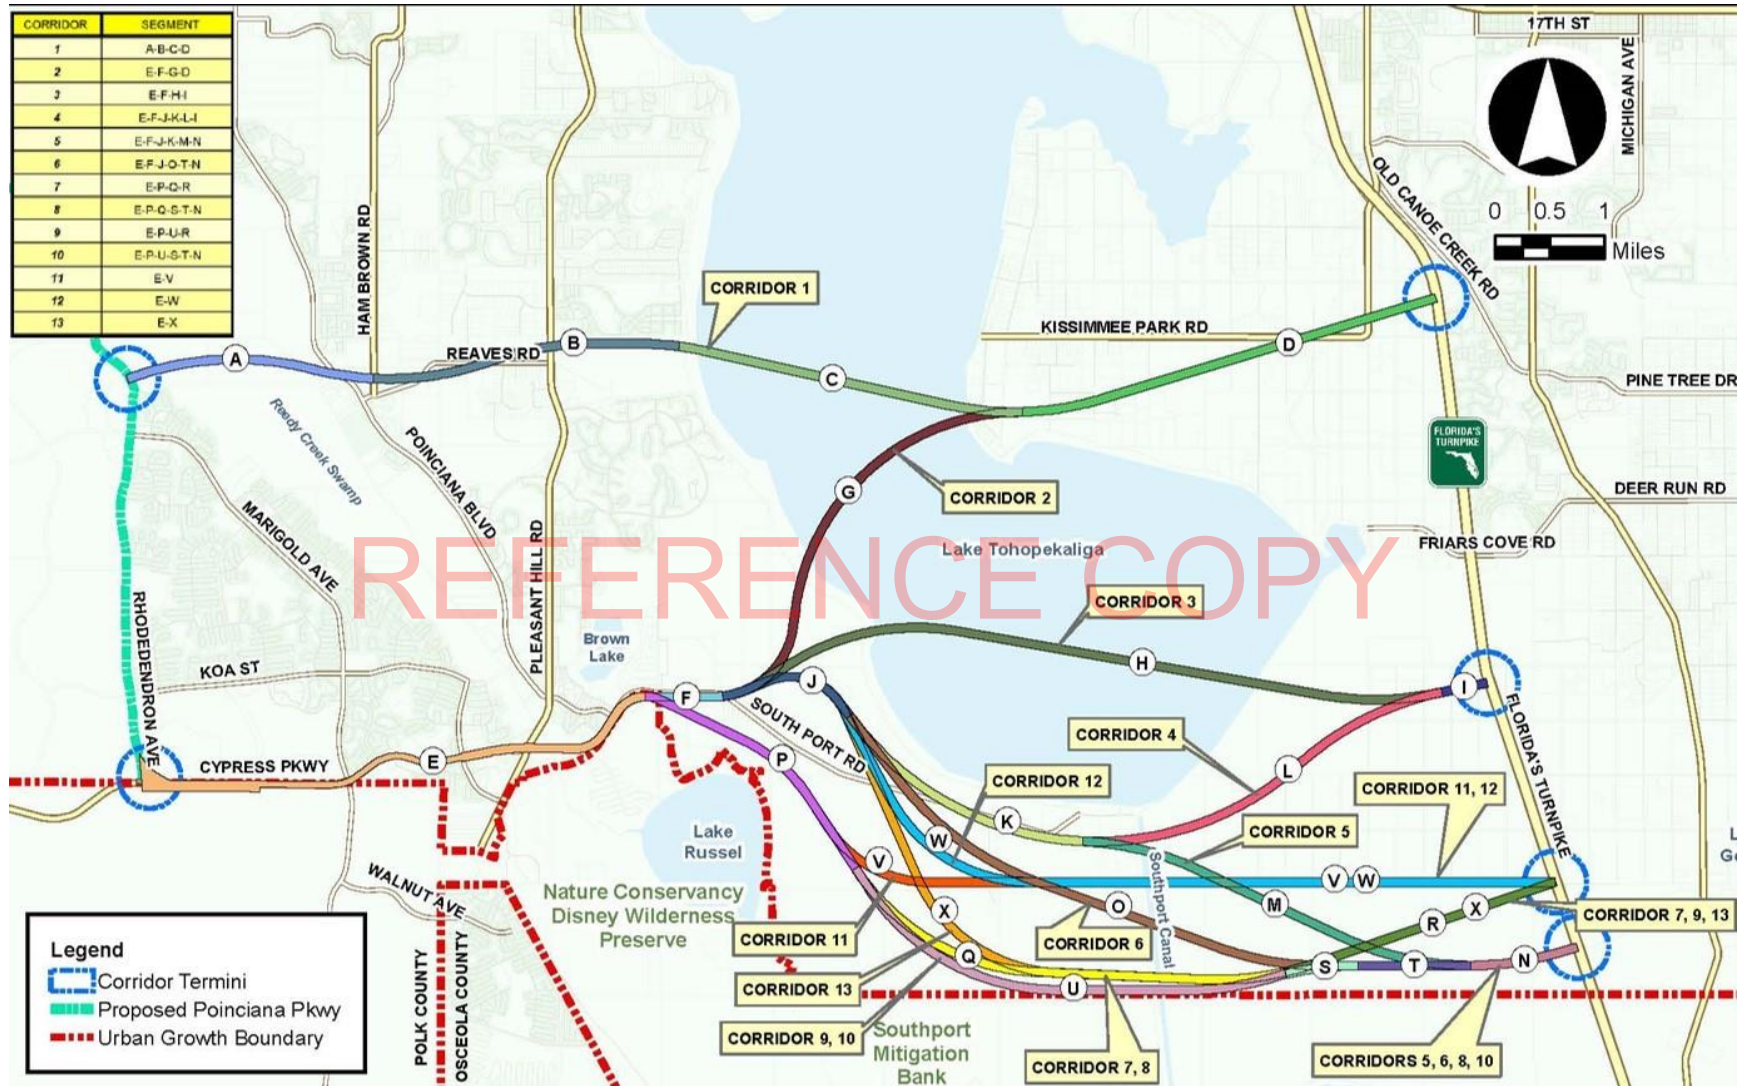 CORRIDOR SEGMENT
1 A-B-C-D
2 E-F-G-D
3 E-F-H-I
4 E-F-J-K-L-I
5 E-F-J-K-M-N
6 E-F-J-O-T-N
7 E-P-Q-R
8 E-P-Q-S-T-N
9 E-P-U-R
10 E-P-U-S-T-N
11 E-V
12 E-W
13 E-X
17TH ST
MICHIGAN AVE
OLD CANOE CREEK RD
0 0.5 1
Miles
HAM BROWN RD
CORRIDOR 1
KISSIMMEE PARK RD
REAVES RD
A
B
C
D
PINE TREE DR
Reedy Creek Swamp
POINCIANA BLVD
FLORIDA'S
TURNPIKE
G
CORRIDOR 2
DEER RUN RD
MARIGOLD AVE
PLEASANT HILL RD
Lake Tohopekaliga
FRIARS COVE RD
REFERENCE COPY
RHODEDENDRON AVE
CORRIDOR 3
Brown
Lake
KOA ST
H
F
J
I
SOUTH PORT RD
CORRIDOR 4
FLORIDA'S TURNPIKE
CYPRESS PKWY
E
P
L
CORRIDOR 12
CORRIDOR 11, 12
K
CORRIDOR 5
Lake
Russel
W
V
V W
Southport Canal
WALNUT AVE
Nature Conservancy
Disney Wilderness
Preserve
X
O
M
R
X
CORRIDOR 7, 9, 13
CORRIDOR 11
CORRIDOR 6
Q
S
T
N
CORRIDOR 13
U
CORRIDOR 9, 10
Southport
Mitigation
Bank
CORRIDOR 7, 8
CORRIDORS 5, 6, 8, 10
POLK COUNTY
OSCEOLA COUNTY
Legend
Corridor Termini
Proposed Poinciana Pkwy
Urban Growth Boundary